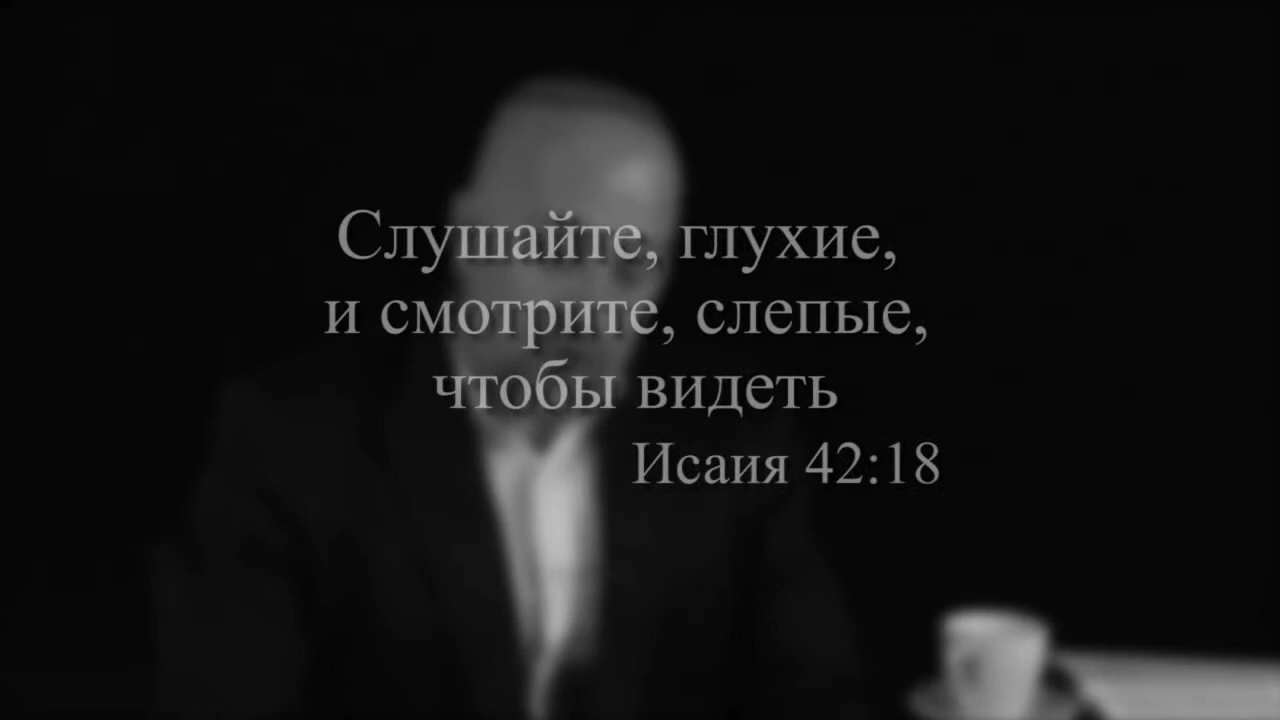 Слушайте, глухие,
и смотрите, слепые,
чтобы видеть
Исаия 42:18